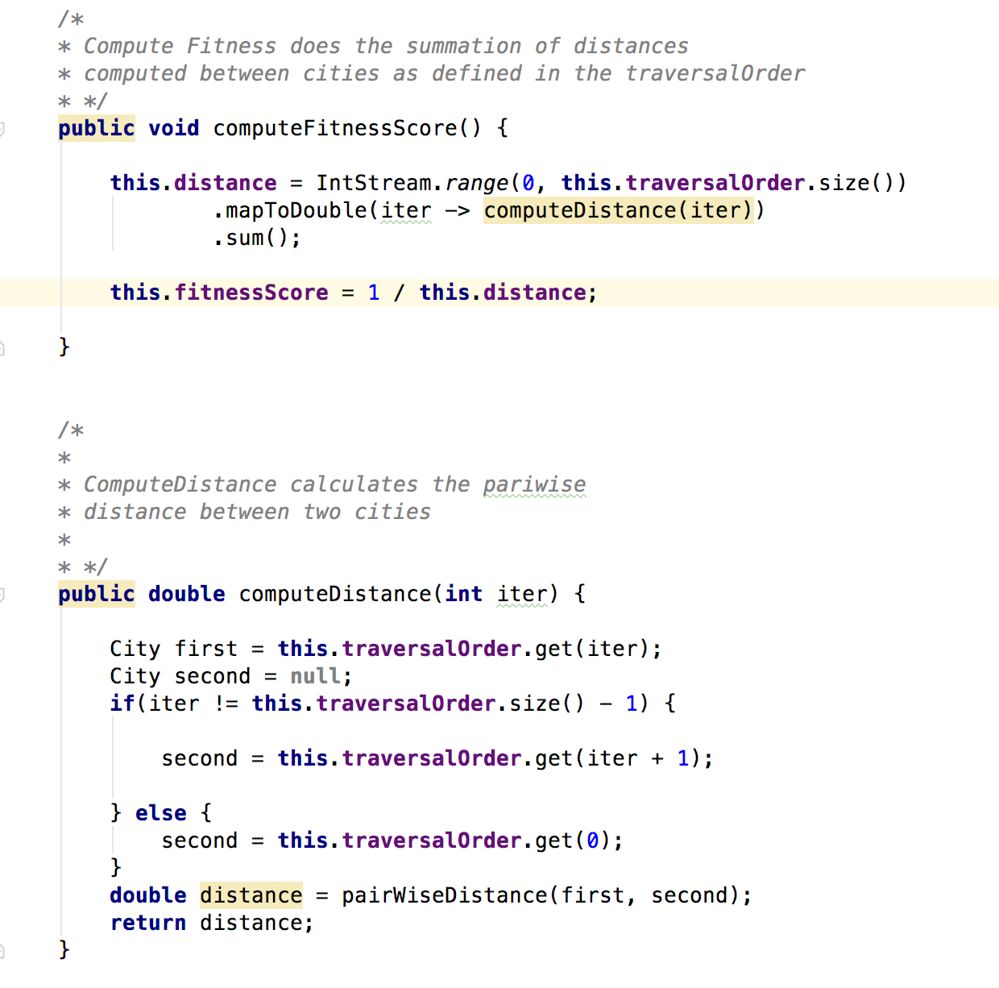 /*
* Compute Fitness does the summation of distances
* computed between cities as defined in the traversalOrder
* */
public void computeFitnessScore() {
this.distance = IntStream.range(0, this.traversalOrder.size())
.mapToDouble(iter -> computeDistance(iter))
.sum();
this.fitnessScore = 1 / this.distance;
}
/*
*
* ComputeDistance calculates the pariwise
* distance between two cities
*
* */
public double computeDistance(int iter) {
City first = this.traversalOrder.get(iter);
City second = null;
if(iter != this.traversalOrder.size() - 1) {
second = this.traversalOrder.get(iter + 1);
} else {
second = this.traversalOrder.get(0);
}
double distance = pairWiseDistance(first, second);
return distance;
}